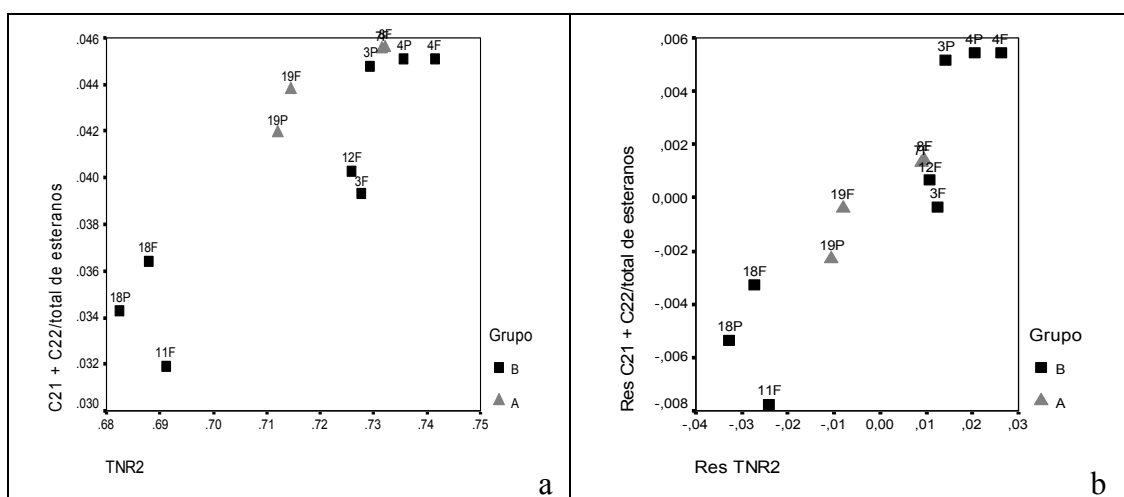 .046
.044
.042
.040
.038
.036
.034
.032
.030
C21 + C22/total de esteranos
8F
3P
4P
4F
19F
19P
12F
3F
18F
18P
11F
Grupo
B
A
.68
.69
.70
.71
.72
.73
.74
.75
TNR2
a
,006
,004
,002
0,000
-,002
-,004
-,006
-,008
Res C21 + C22/total de esteranos
3P
4P
4F
8F
12F
3F
19F
19P
18F
18P
11F
Grupo
B
A
-,04
-,03
-,02
-,01
0,00
,01
,02
,03
Res TNR2
b